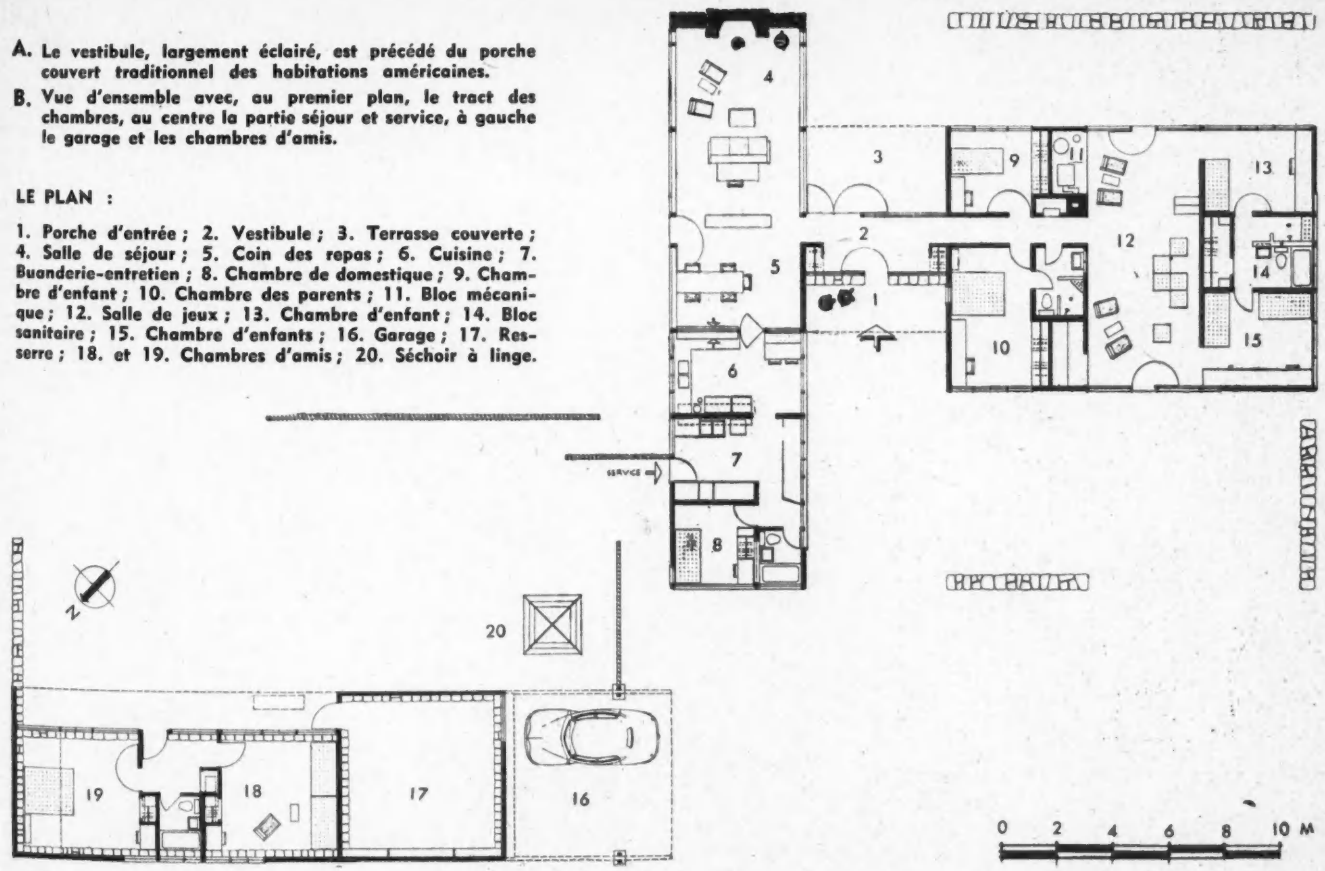 A. Le vestibule, largement éclairé, est précédé du porche
couvert traditionnel des habitations américaines.
B. Vue d'ensemble avec, au premier plan, le tract des
chambres, au centre la partie séjour et service, à gauche
le garage et les chambres d'amis.
LE PLAN :
1. Porche d'entrée ; 2. Vestibule ; 3. Terrasse couverte ;
4. Salle de séjour ; 5. Coin des repas ; 6. Cuisine ; 7.
Buanderie-entretien ; 8. Chambre de domestique ; 9. Cham-
bre d'enfant ; 10. Chambre des parents ; 11. Bloc mécani-
que ; 12. Salle de jeux ; 13. Chambre d'enfant ; 14. Bloc
sanitaire ; 15. Chambre d'enfants ; 16. Garage ; 17. Res-
serre ; 18. et 19. Chambres d'amis ; 20. Séchoir à linge.
4
3
9
11
13
2
12
5
14
1
10
15
6
7
SERVICE
8
N
20
19
18
17
16
0 2 4 6 8 10 M